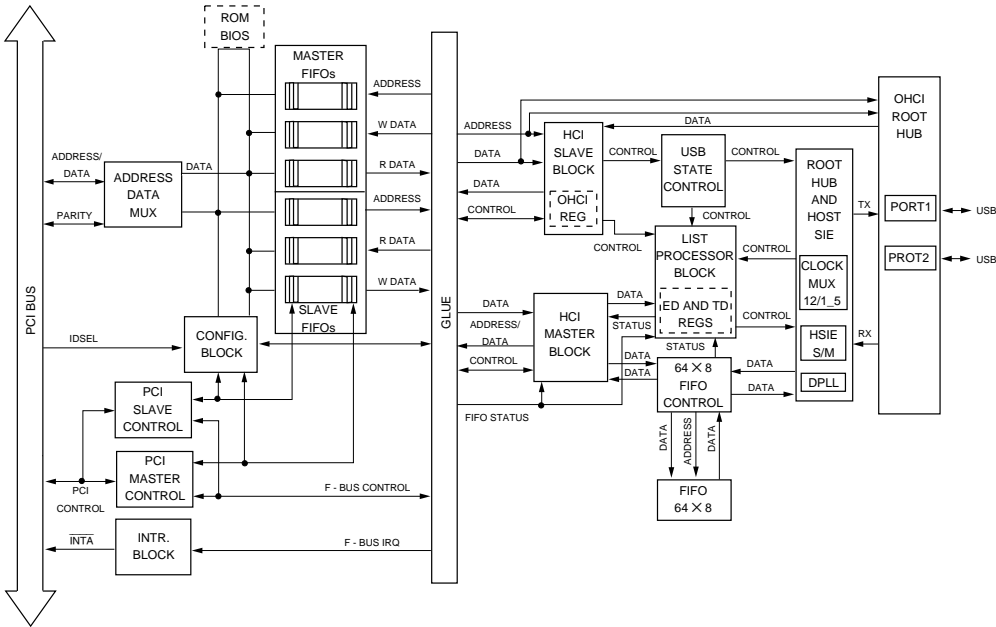 ROM
BIOS
MASTER
FIFOs
ADDRESS
W DATA
R DATA
ADDRESS
R DATA
W DATA
SLAVE
FIFOs
PCI BUS
ADDRESS/
DATA
PARITY
ADDRESS
DATA
MUX
DATA
IDSEL
CONFIG.
BLOCK
PCI
SLAVE
CONTROL
PCI
MASTER
CONTROL
PCI
CONTROL
F - BUS CONTROL
INTA
INTR.
BLOCK
F - BUS IRQ
GLUE
ADDRESS
DATA
DATA
CONTROL
HCI
SLAVE
BLOCK
OHCI
REG
DATA
CONTROL
USB
STATE
CONTROL
CONTROL
CONTROL
CONTROL
LIST
PROCESSOR
BLOCK
ED AND TD
REGS
CONTROL
CONTROL
DATA
ADDRESS/
DATA
CONTROL
FIFO STATUS
HCI
MASTER
BLOCK
DATA
STATUS
DATA
DATA
STATUS
64 × 8
FIFO
CONTROL
DATA
DATA
DATA
ADDRESS
DATA
FIFO
64 × 8
ROOT
HUB
AND
HOST
SIE
CLOCK
MUX
12/1_5
HSIE
S/M
DPLL
TX
RX
OHCI
ROOT
HUB
PORT1
PROT2
USB
USB